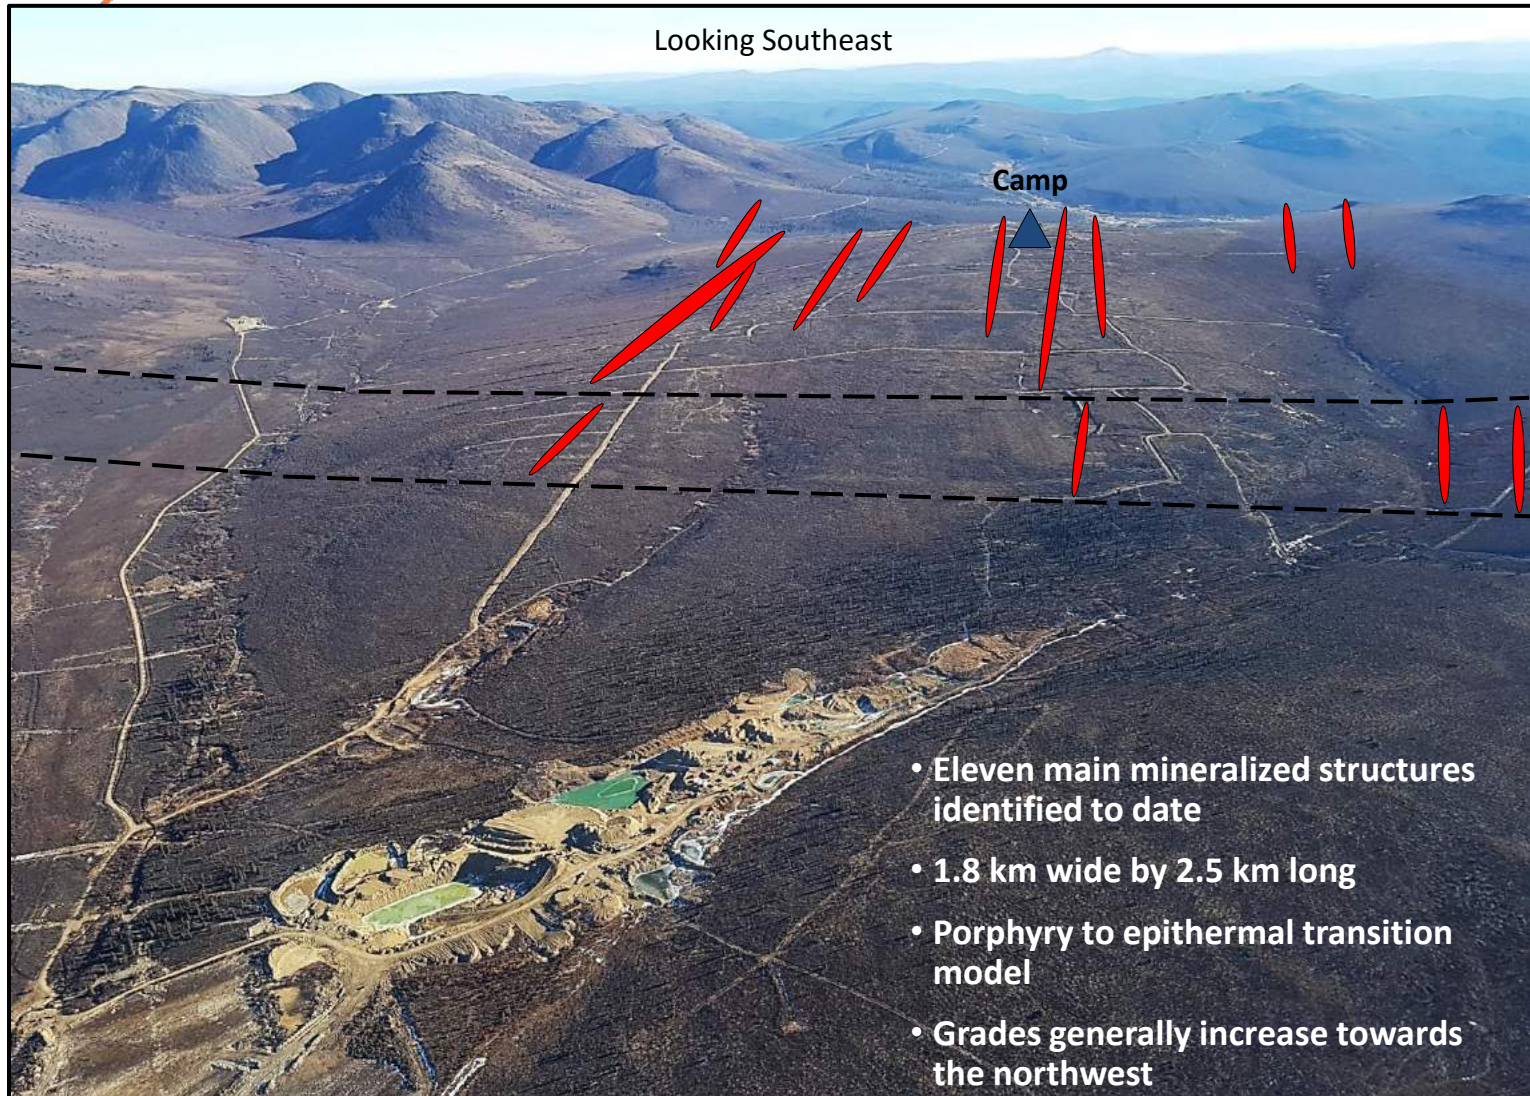 Looking Southeast
Camp
• Eleven main mineralized structures
identified to date
• 1.8 km wide by 2.5 km long
• Porphyry to epithermal transition
model
• Grades generally increase towards
the northwest